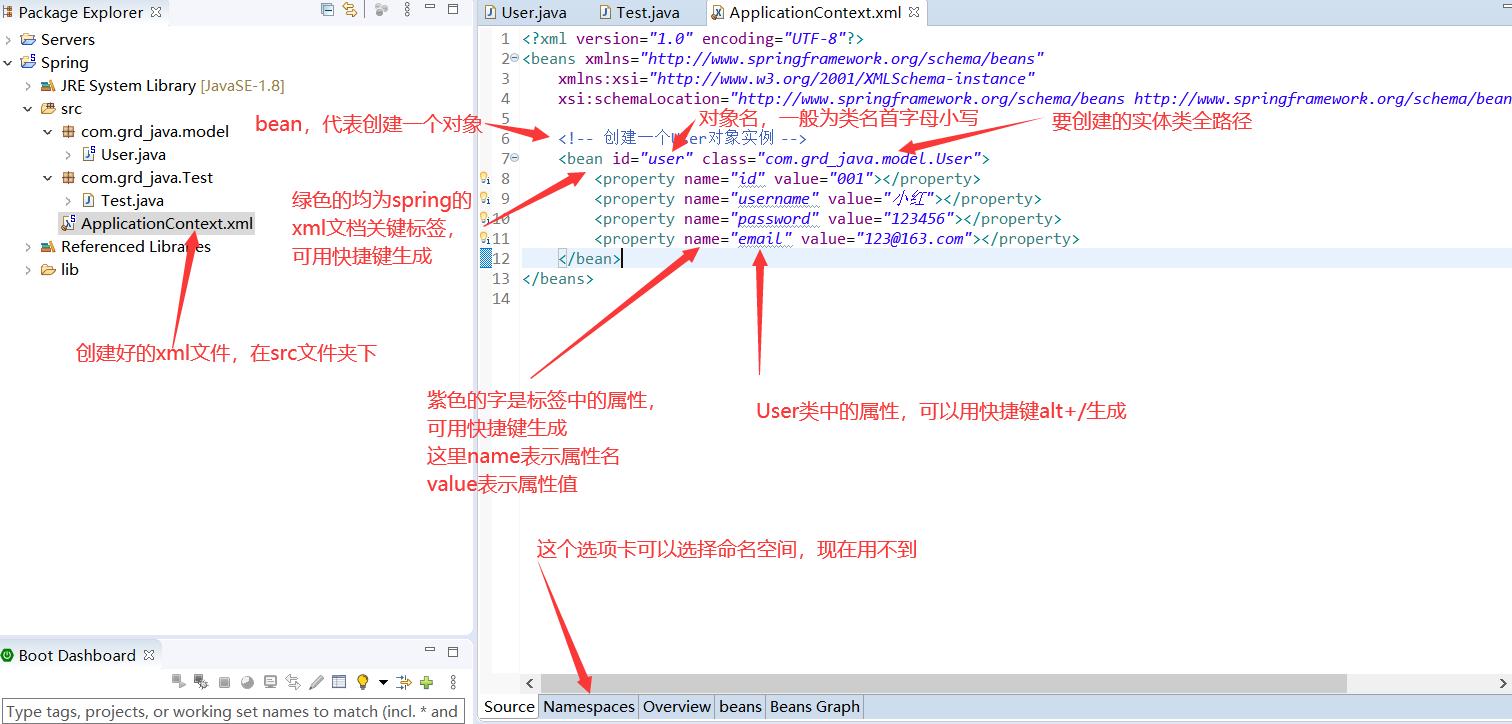 Package Explorer
Servers
Spring
JRE System Library [JavaSE-1.8]
src
com.grd_java.model
User.java
com.grd_java.Test
Test.java
ApplicationContext.xml
Referenced Libraries
lib
创建好的xml文件，在src文件夹下
bean，代表创建一个对象
绿色的均为spring的
xml文档关键标签，
可用快捷键生成
User.java
Test.java
ApplicationContext.xml
1 <?xml version="1.0" encoding="UTF-8"?>
2 <beans xmlns="http://www.springframework.org/schema/beans"
3 xmlns:xsi="http://www.w3.org/2001/XMLSchema-instance"
4 xsi:schemaLocation="http://www.springframework.org/schema/beans http://www.springframework.org/schema/bean
5
对象名，一般为类名首字母小写
要创建的实体类全路径
6 <!-- 创建一个User对象实例 -->
7 <bean id="user" class="com.grd_java.model.User">
8 <property name="id" value="001"></property>
9 <property name="username" value="小红"></property>
10 <property name="password" value="123456"></property>
11 <property name="email" value="123@163.com"></property>
12 </bean>
13 </beans>
14
紫色的字是标签中的属性，
可用快捷键生成
这里name表示属性名
value表示属性值
User类中的属性，可以用快捷键alt+/生成
这个选项卡可以选择命名空间，现在用不到
Boot Dashboard
Type tags, projects, or working set names to match (incl. * and
Source
Namespaces
Overview
beans
Beans Graph